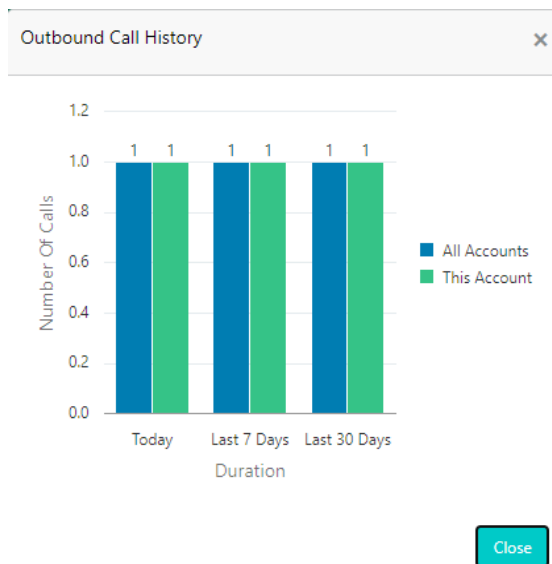 Outbound Call History
×
1.2
1.0
0.8
0.6
0.4
0.2
0.0
Number Of Calls
1 1 1 1 1 1
Today Last 7 Days Last 30 Days
Duration
All Accounts
This Account
Close